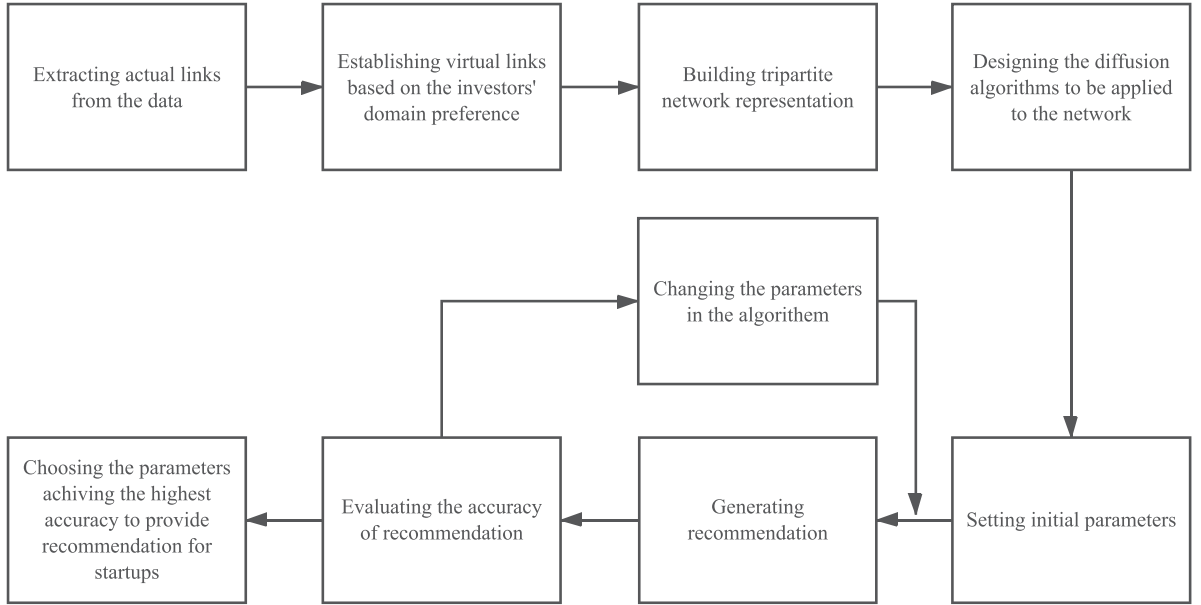 Extracting actual links
from the data
Establishing virtual links
based on the investors'
domain preference
Building tripartite
network representation
Designing the diffusion
algorithms to be applied
to the network
Changing the parameters
in the algorithem
Setting initial parameters
Generating
recommendation
Evaluating the accuracy
of recommendation
Choosing the parameters
achiving the highest
accuracy to provide
recommendation for
startups